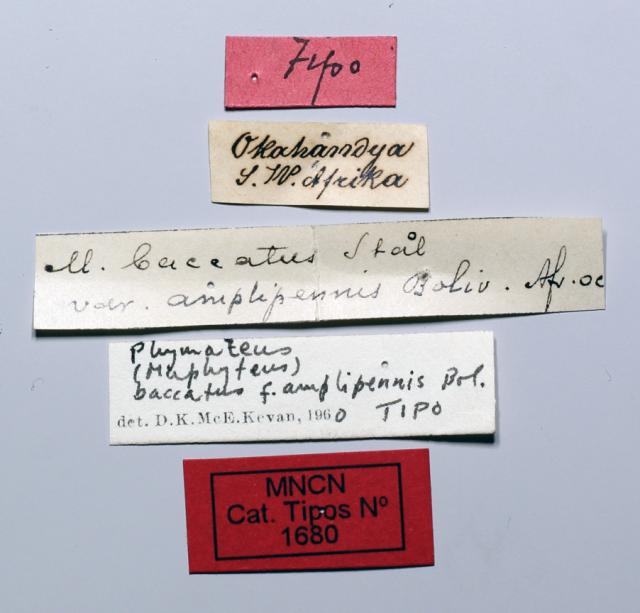 Tipo
Okahandya
S.W. Afrika
M. baccatus Stål
var. amplipennis Boliv. Afr. oc
Phymateus
(Maphyteus)
baccatus f. amplipennis Bol.
det. D.K.McE.Kevan, 1960 TIPO
MNCN
Cat. Tipos Nº
1680